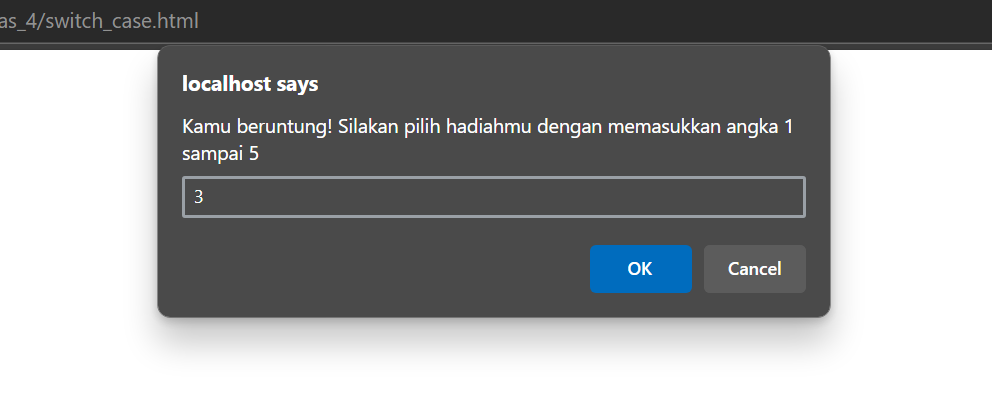 as_4/switch_case.html
localhost says
Kamu beruntung! Silakan pilih hadiahmu dengan memasukkan angka 1
sampai 5
3
OK Cancel